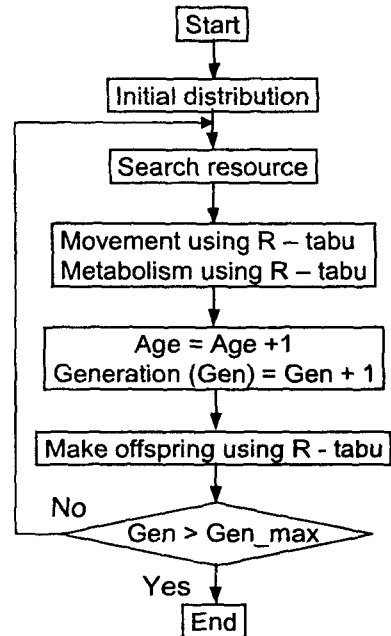 Start
Initial distribution
Search resource
Movement using R – tabu
Metabolism using R – tabu
Age = Age +1
Generation (Gen) = Gen + 1
Make offspring using R - tabu
No
Gen > Gen_max
Yes
End